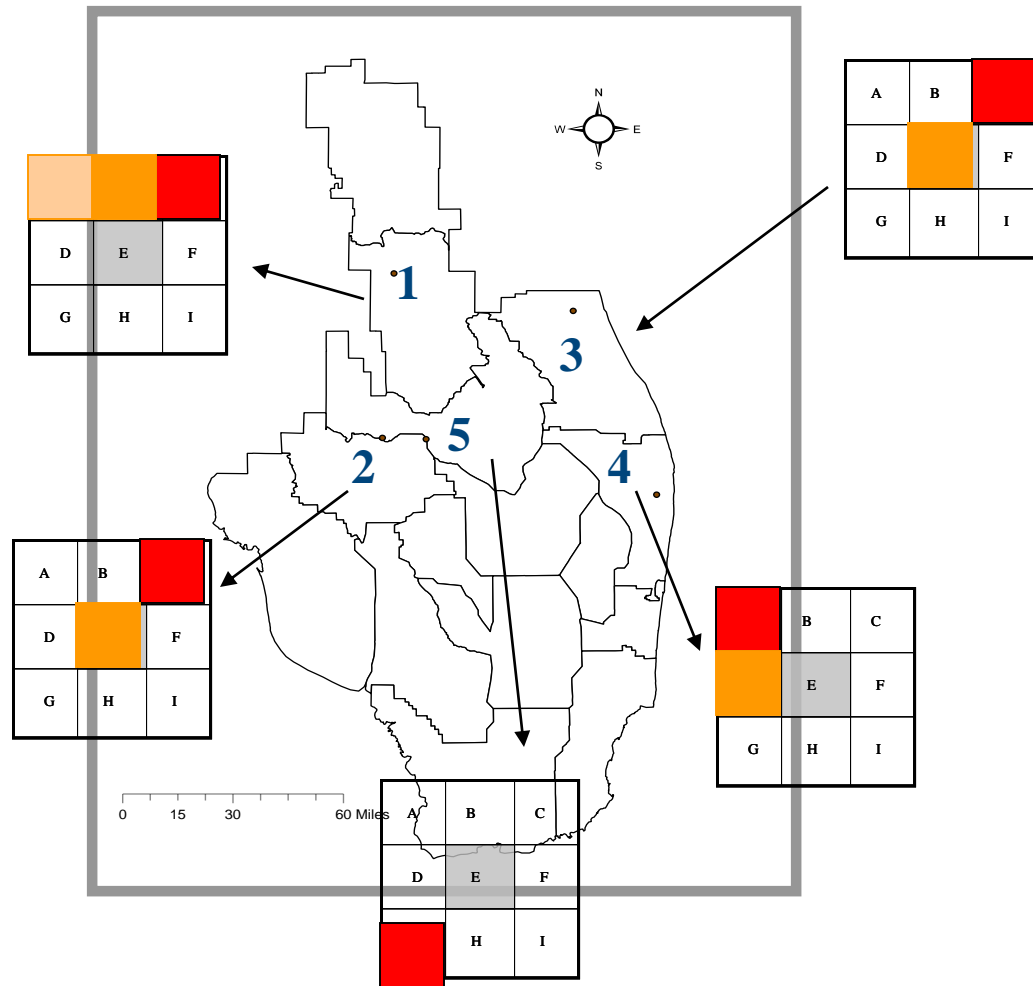 N
W E
S
A B
D F
G H I
D E F
G H I
1
3
5
2
4
A B
D F
G H I
B C
E F
G H I
0 15 30 60 Miles
A B C
D E F
H I